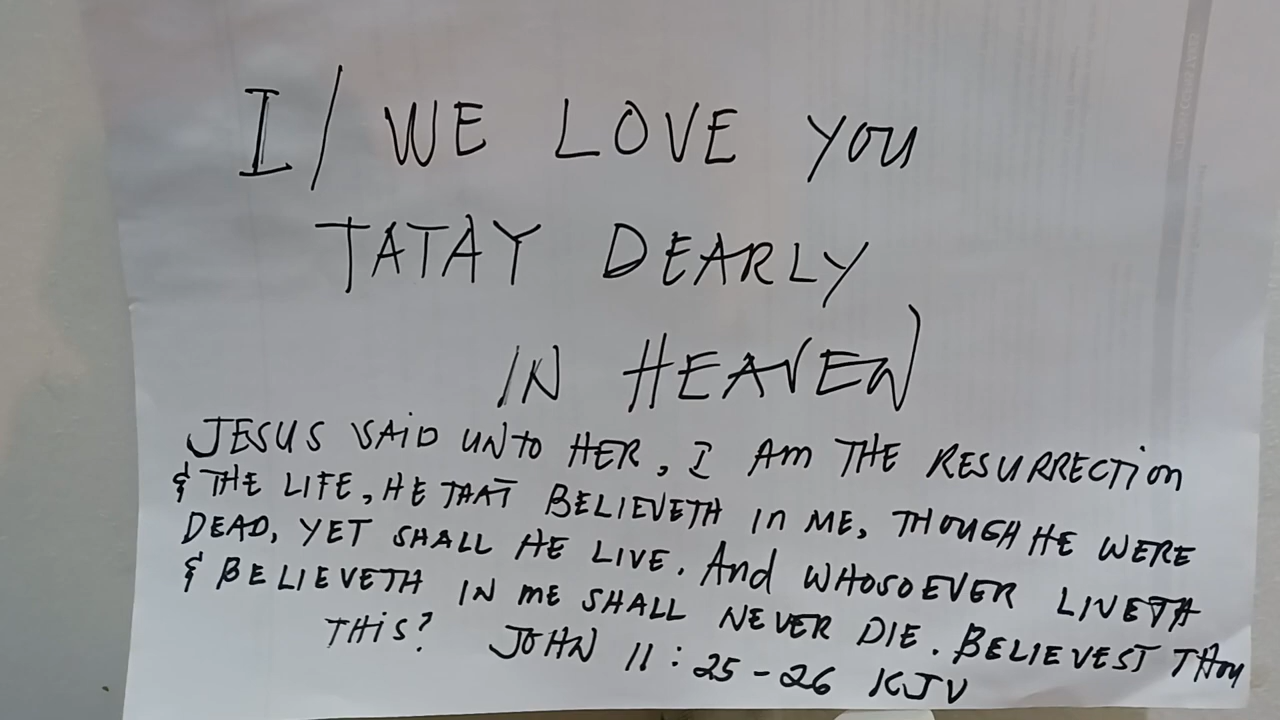 I/ WE LOVE YOU
TATAY DEARLY
IN HEAVEN
JESUS SAID UNTO HER, I AM THE RESURRECTION
& THE LIFE, HE THAT BELIEVETH IN ME, THOUGH HE WERE
DEAD, YET SHALL HE LIVE. And WHOSOEVER LIVETH
& BELIEVETH IN ME SHALL NEVER DIE. BELIEVEST THOU
THIS? JOHN 11:25-26 KJV